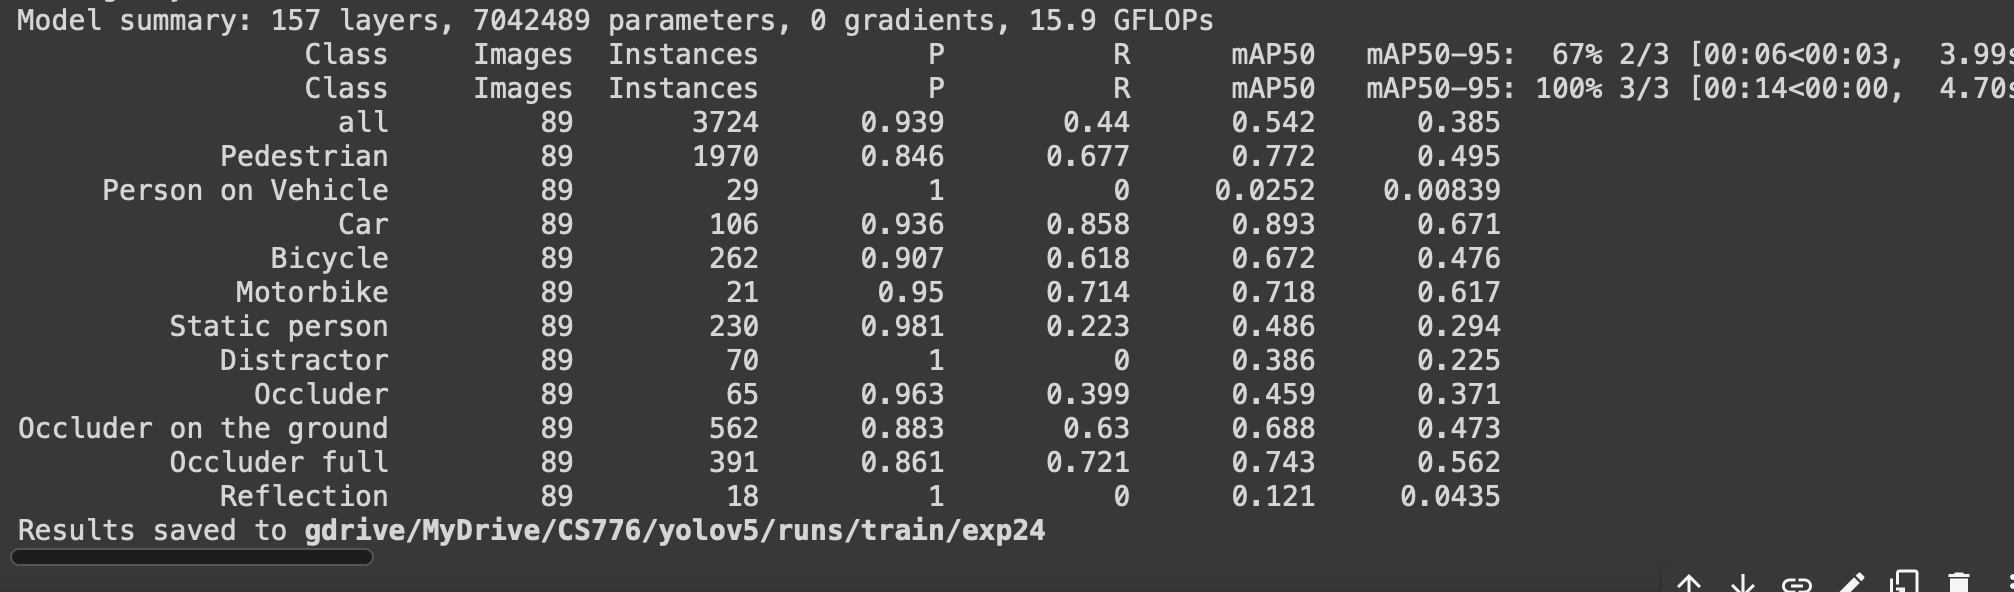 Model summary: 157 layers, 7042489 parameters, 0 gradients, 15.9 GFLOPs
Class Images Instances P R mAP50 mAP50-95: 67% 2/3 [00:06<00:03, 3.99s
Class Images Instances P R mAP50 mAP50-95: 100% 3/3 [00:14<00:00, 4.70s
all 89 3724 0.939 0.44 0.542 0.385
Pedestrian 89 1970 0.846 0.677 0.772 0.495
Person on Vehicle 89 29 1 0 0.0252 0.00839
Car 89 106 0.936 0.858 0.893 0.671
Bicycle 89 262 0.907 0.618 0.672 0.476
Motorbike 89 21 0.95 0.714 0.718 0.617
Static person 89 230 0.981 0.223 0.486 0.294
Distractor 89 70 1 0 0.386 0.225
Occluder 89 65 0.963 0.399 0.459 0.371
Occluder on the ground 89 562 0.883 0.63 0.688 0.473
Occluder full 89 391 0.861 0.721 0.743 0.562
Reflection 89 18 1 0 0.121 0.0435
Results saved to gdrive/MyDrive/CS776/yolov5/runs/train/exp24